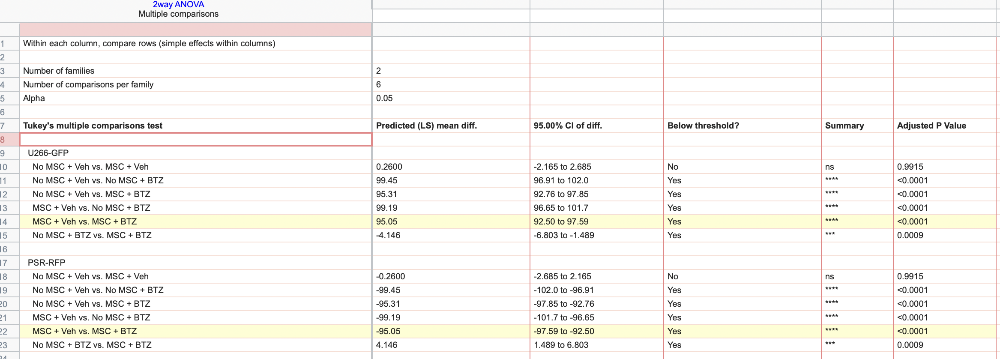 2way ANOVA
Multiple comparisons
1 Within each column, compare rows (simple effects within columns)
2
3 Number of families 2
4 Number of comparisons per family 6
5 Alpha 0.05
6
7 Tukey's multiple comparisons test Predicted (LS) mean diff. 95.00% CI of diff. Below threshold? Summary Adjusted P Value
8
9 U266-GFP
10 No MSC + Veh vs. MSC + Veh 0.2600 -2.165 to 2.685 No ns 0.9915
11 No MSC + Veh vs. No MSC + BTZ 99.45 96.91 to 102.0 Yes **** <0.0001
12 No MSC + Veh vs. MSC + BTZ 95.31 92.76 to 97.85 Yes **** <0.0001
13 MSC + Veh vs. No MSC + BTZ 99.19 96.65 to 101.7 Yes **** <0.0001
14 MSC + Veh vs. MSC + BTZ 95.05 92.50 to 97.59 Yes **** <0.0001
15 No MSC + BTZ vs. MSC + BTZ -4.146 -6.803 to -1.489 Yes *** 0.0009
16
17 PSR-RFP
18 No MSC + Veh vs. MSC + Veh -0.2600 -2.685 to 2.165 No ns 0.9915
19 No MSC + Veh vs. No MSC + BTZ -99.45 -102.0 to -96.91 Yes **** <0.0001
20 No MSC + Veh vs. MSC + BTZ -95.31 -97.85 to -92.76 Yes **** <0.0001
21 MSC + Veh vs. No MSC + BTZ -99.19 -101.7 to -96.65 Yes **** <0.0001
22 MSC + Veh vs. MSC + BTZ -95.05 -97.59 to -92.50 Yes **** <0.0001
23 No MSC + BTZ vs. MSC + BTZ 4.146 1.489 to 6.803 Yes *** 0.0009
24